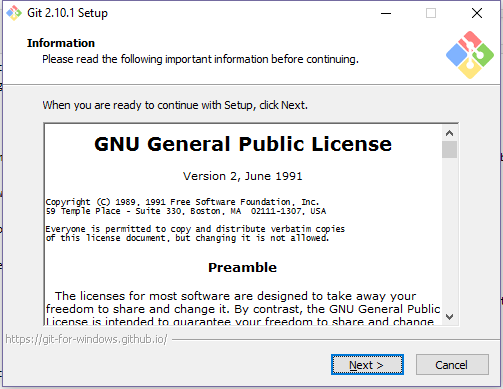 Git 2.10.1 Setup
Information
Please read the following important information before continuing.
When you are ready to continue with Setup, click Next.
GNU General Public License
Version 2, June 1991
Copyright (C) 1989, 1991 Free Software Foundation, Inc.
59 Temple Place - Suite 330, Boston, MA  02111-1307, USA
Everyone is permitted to copy and distribute verbatim copies
of this license document, but changing it is not allowed.
Preamble
The licenses for most software are designed to take away your
freedom to share and change it. By contrast, the GNU General Public
License is intended to guarantee your freedom to share and change
https://git-for-windows.github.io/
Next >
Cancel